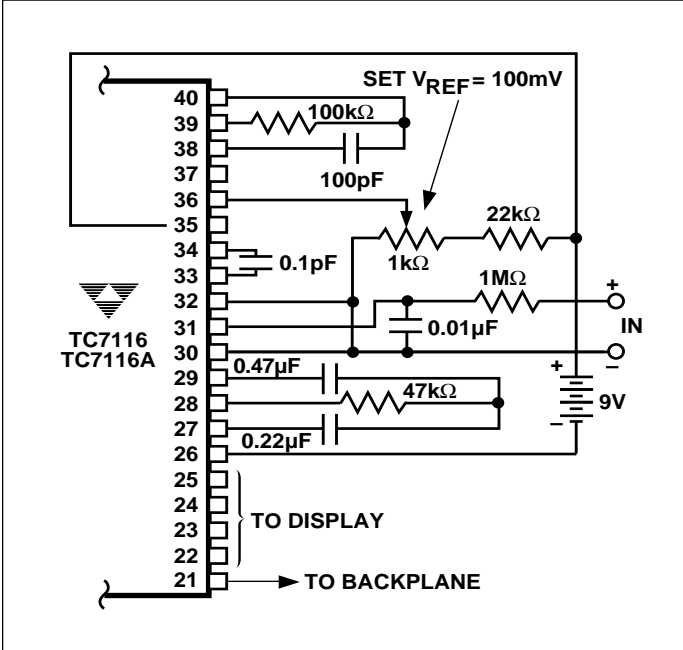 SET VREF = 100mV
40
39
100kΩ
38
100pF
37
36
22kΩ
35
1kΩ
34
0.1pF
33
1MΩ
32
+
31
0.01µF
IN
TC7116
TC7116A
30
–
29
0.47µF
+
28
47kΩ
9V
27
0.22µF
–
26
25
24
TO DISPLAY
23
22
21
TO BACKPLANE